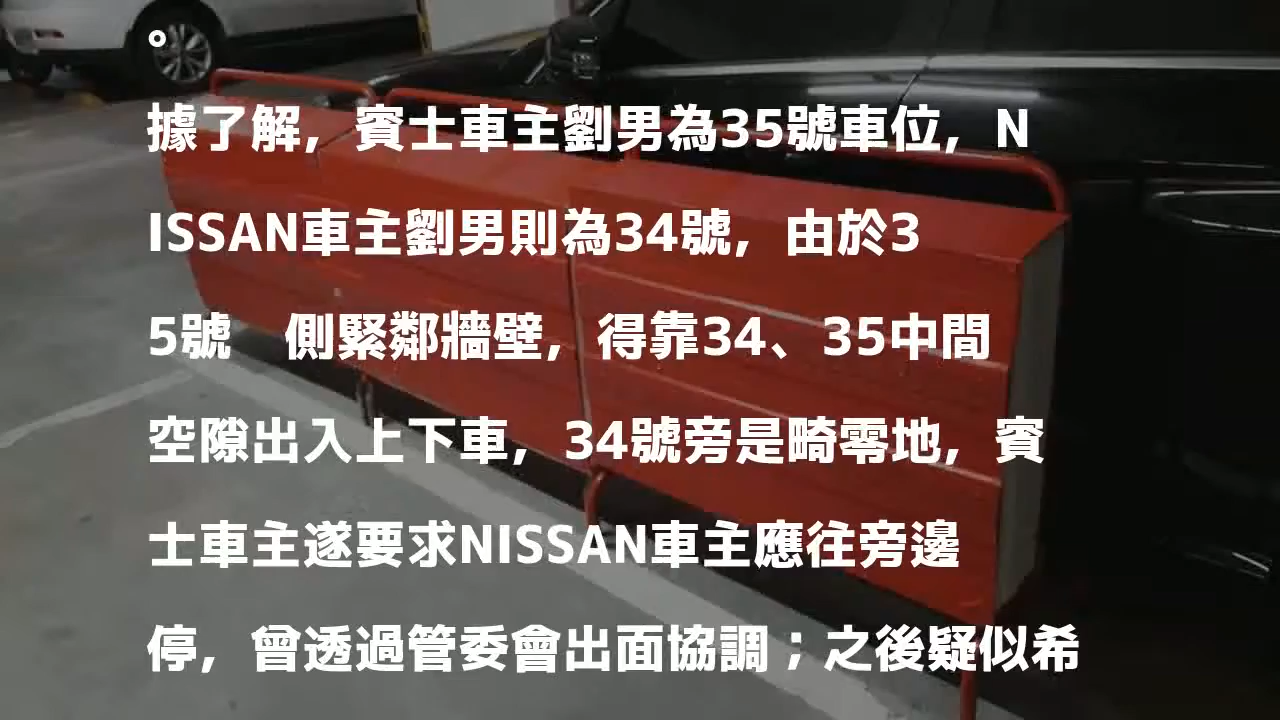 。
據了解，賓士車主劉男為35號車位，N
ISSAN車主劉男則為34號，由於3
5號　側緊鄰牆壁，得靠34、35中間
空隙出入上下車，34號旁是畸零地，賓
士車主遂要求NISSAN車主應往旁邊
停，曾透過管委會出面協調；之後疑似希